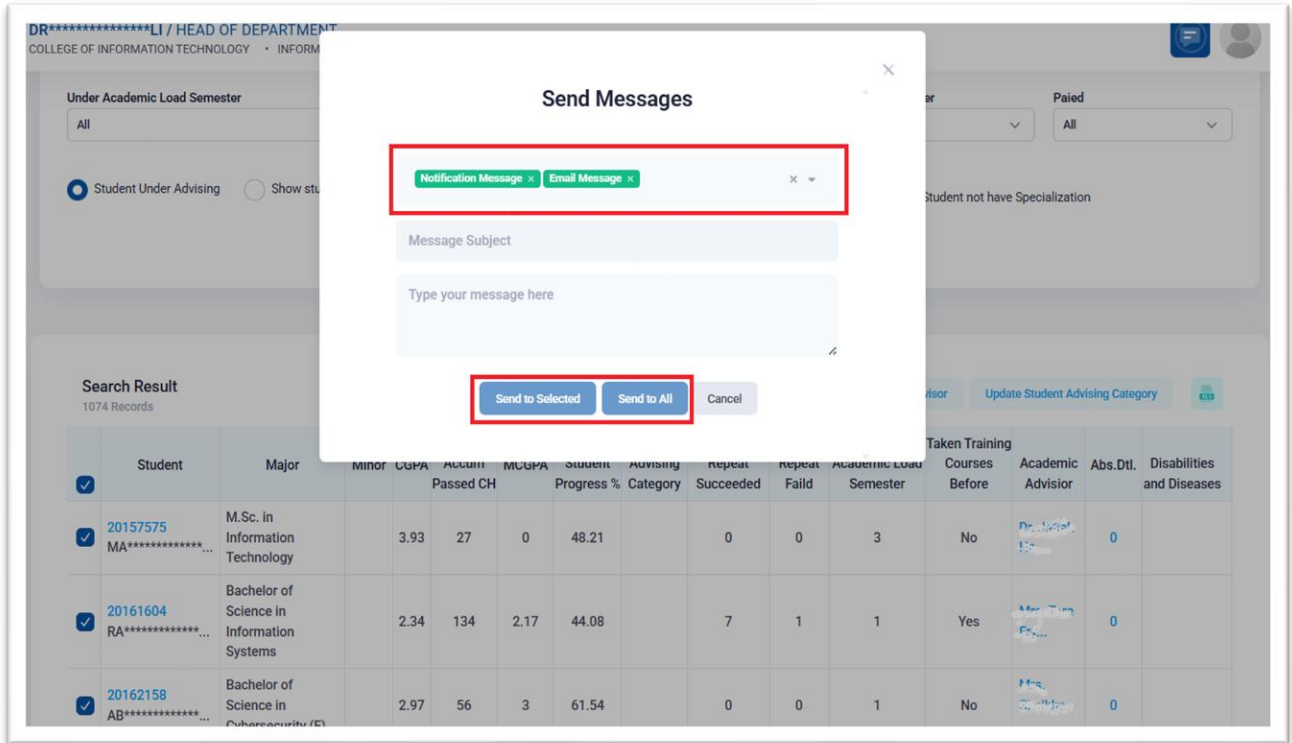 DR****************LI / HEAD OF DEPARTMENT
COLLEGE OF INFORMATION TECHNOLOGY • INFORM
Under Academic Load Semester
er
Paied
All
All
Student Under Advising
Show stu
Student not have Specialization
Send Messages
Notification Message × Email Message ×
Message Subject
Type your message here
Send to Selected
Send to All
Cancel
Search Result
1074 Records
visor
Update Student Advising Category
XLS
Student
Major
Minor
CGPA
Accum
Passed CH
MCGPA
Student
Progress %
Advising
Category
Repeat
Succeeded
Repeat
Faild
Academic Load
Semester
Taken Training
Courses
Before
Academic
Advisior
Abs.Dtl.
Disabilities
and Diseases
20157575
MA*************...
M.Sc. in
Information
Technology
3.93
27
0
48.21
0
0
3
No
0
20161604
RA*************...
Bachelor of
Science in
Information
Systems
2.34
134
2.17
44.08
7
1
1
Yes
0
20162158
AB*************...
Bachelor of
Science in
Cybersecurity (E)
2.97
56
3
61.54
0
0
1
No
Mrs.
0